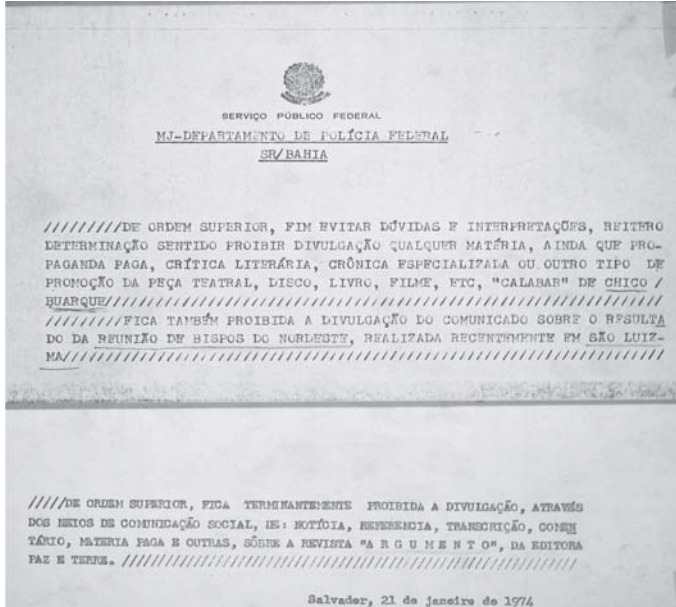 SERVIÇO PÚBLICO FEDERAL
MJ-DEPARTAMENTO DE POLÍCIA FEDERAL
SR/BAHIA
/////////DE ORDEM SUPERIOR, FIM EVITAR DÚVIDAS E INTERPRETAÇÕES, REITERO
DETERMINAÇÃO SENTIDO PROIBIR DIVULGAÇÃO QUALQUER MATÉRIA, AINDA QUE PRO-
PAGANDA PAGA, CRÍTICA LITERÁRIA, CRÔNICA ESPECIALIZADA OU OUTRO TIPO DE
PROMOÇÃO DA PEÇA TEATRAL, DISCO, LIVRO, FILME, ETC, "CALABAR" DE CHICO /
BUARQUE//////////////////////////////////////////////////////////////
/////////FICA TAMBÉM PROIBIDA A DIVULGAÇÃO DO COMUNICADO SOBRE O RESULTA
DO DA REUNIÃO DE BISPOS DO NORDESTE, REALIZADA RECENTEMENTE EM SÃO LUIZ-
MA///////////////////////////////////////////////////////////////////
/////DE ORDEM SUPERIOR, FICA TERMINANTEMENTE PROIBIDA A DIVULGAÇÃO, ATRAVÉS
DOS MEIOS DE COMUNICAÇÃO SOCIAL, IE: NOTÍCIA, REFERENCIA, TRANSCRIÇÃO, COMEN
TÁRIO, MATERIA PAGA E OUTRAS, SÔBRE A REVISTA "A R G U M E N T O", DA EDITORA
PAZ E TERRE. /////////////////////////////////////////////////////////
Salvador, 21 de janeiro de 1974